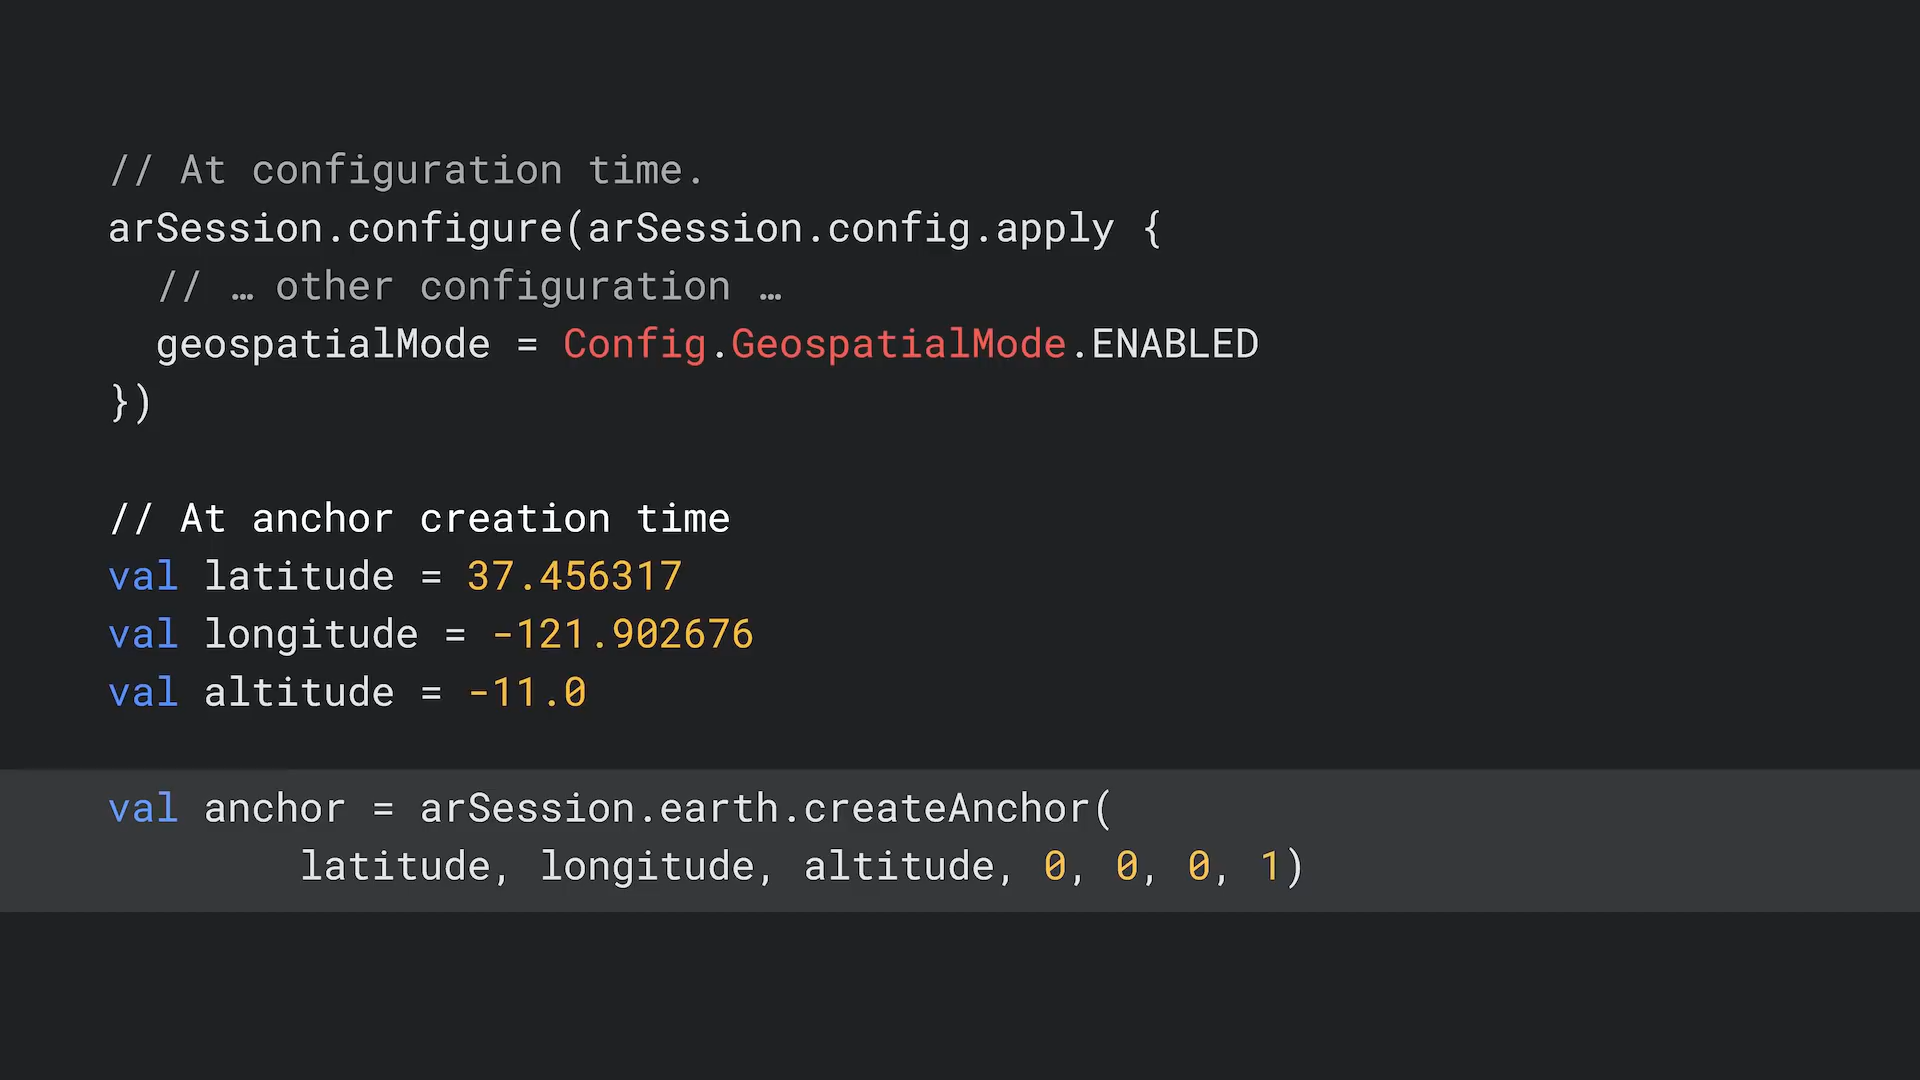 // At configuration time.
arSession.configure(arSession.config.apply {
  // … other configuration …
  geospatialMode = Config.GeospatialMode.ENABLED
})
// At anchor creation time
val latitude = 37.456317
val longitude = -121.902676
val altitude = -11.0
val anchor = arSession.earth.createAnchor(
        latitude, longitude, altitude, 0, 0, 0, 1)